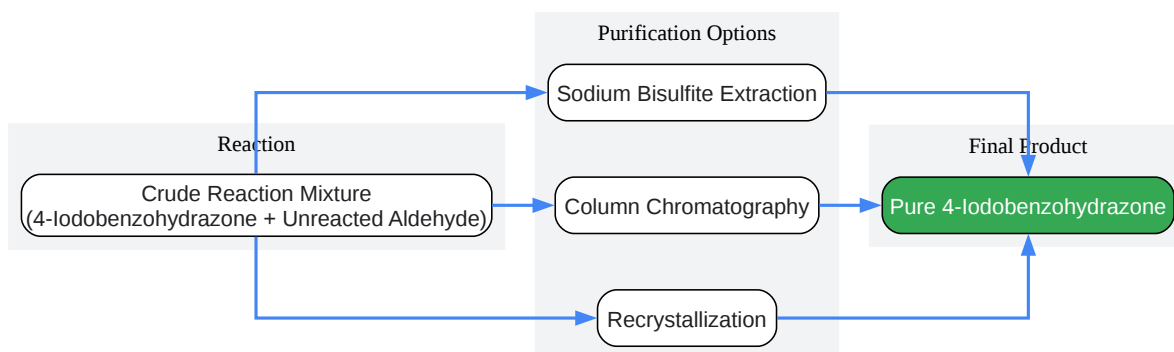 Purification Options
Sodium Bisulfite Extraction
Reaction
Crude Reaction Mixture
(4-Iodobenzohydrazone + Unreacted Aldehyde)
Column Chromatography
Final Product
Pure 4-Iodobenzohydrazone
Recrystallization